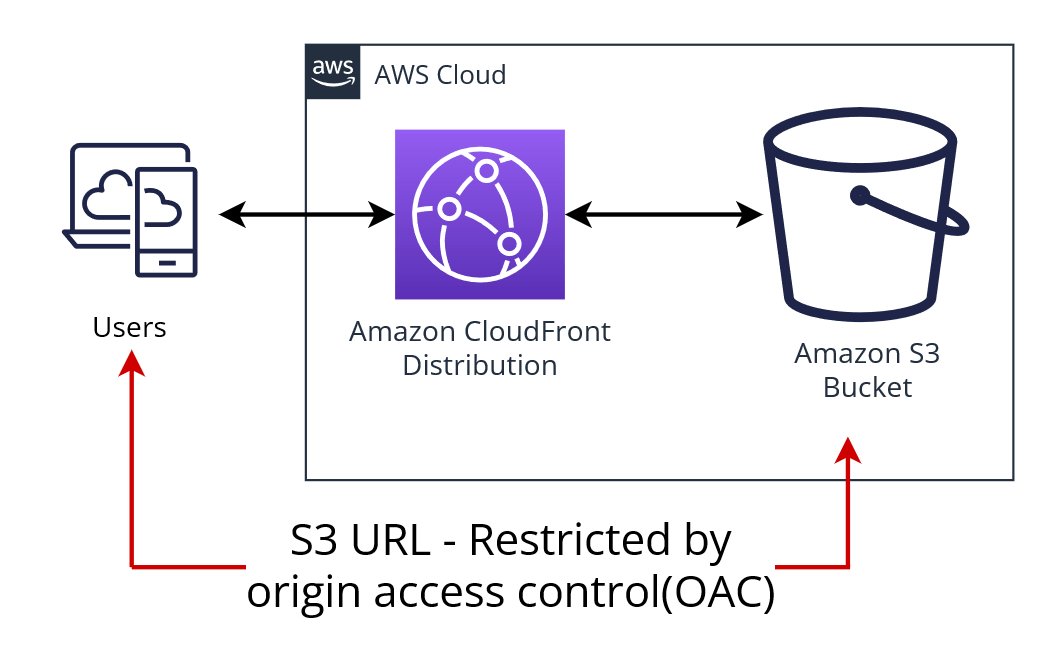 aws
AWS Cloud
Users
Amazon CloudFront
Distribution
Amazon S3
Bucket
S3 URL - Restricted by
origin access control(OAC)